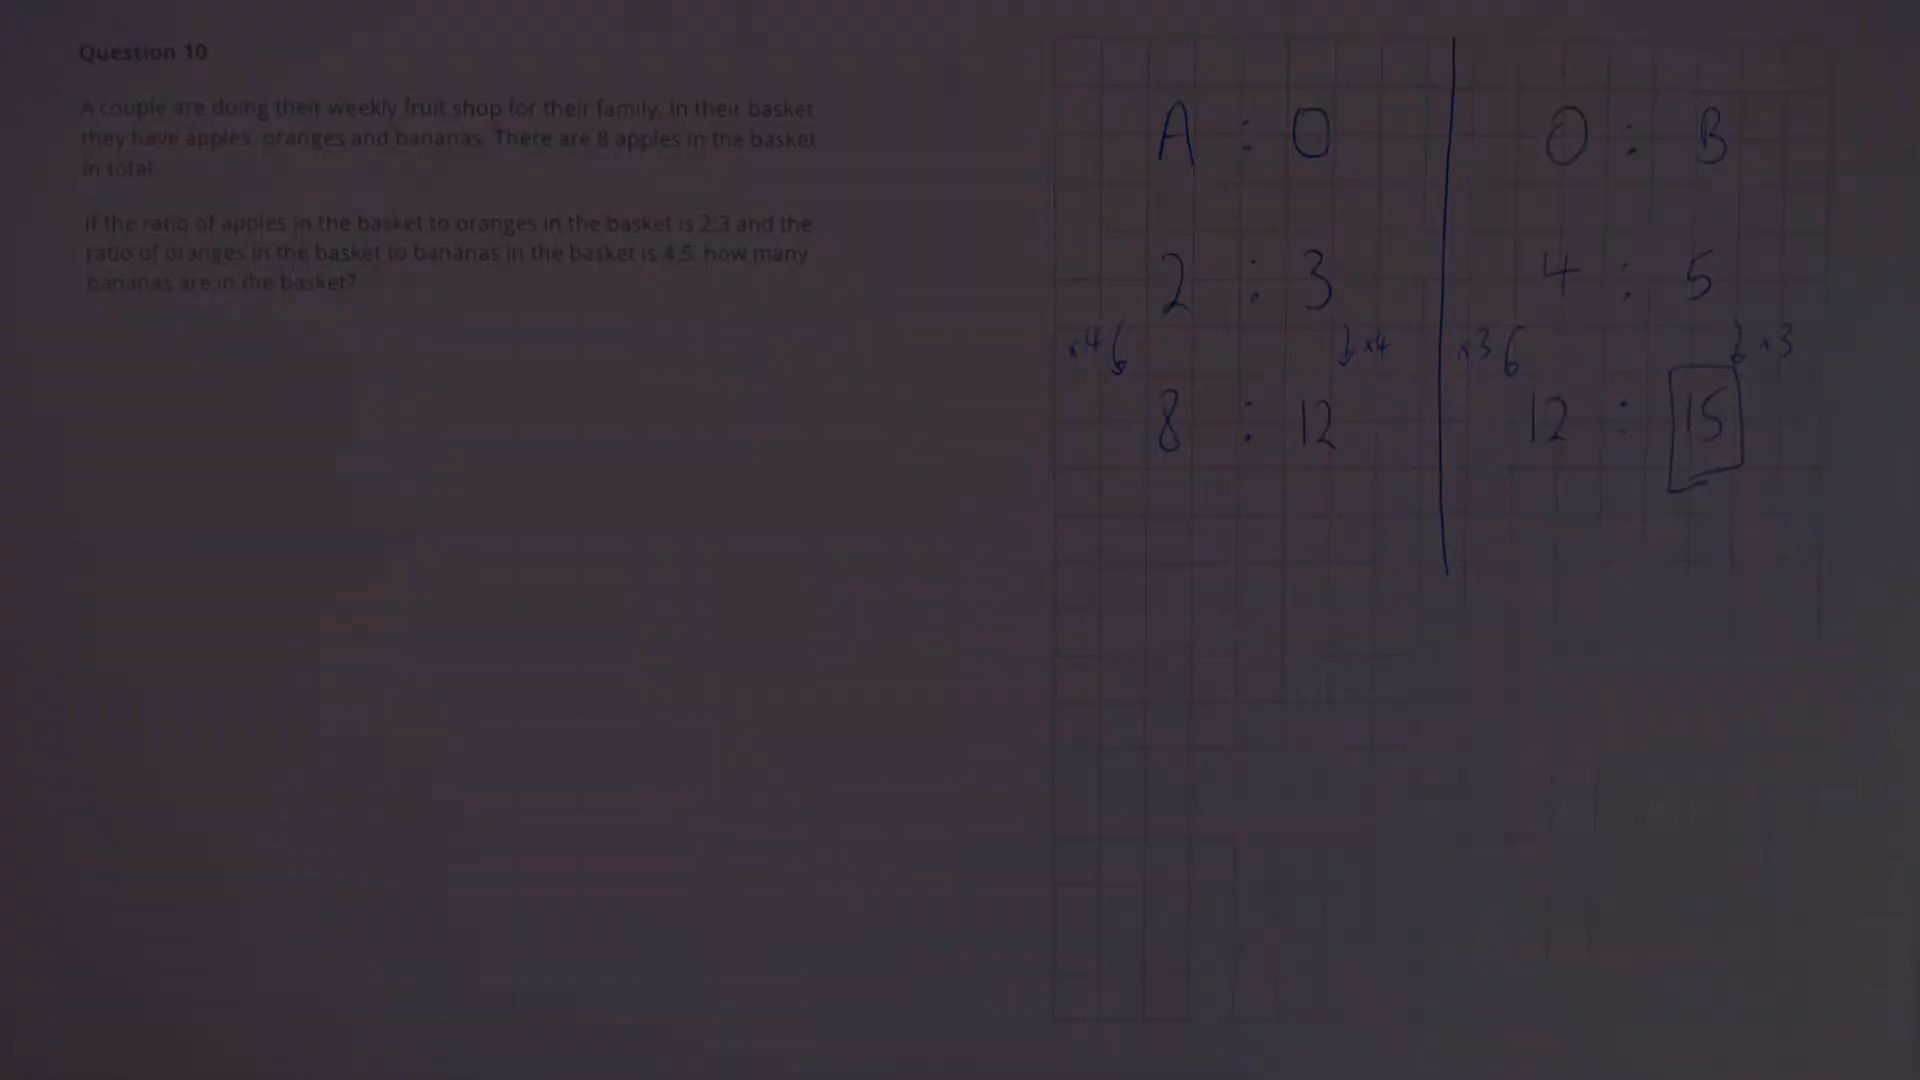 Question 10
A couple are doing their weekly fruit shop for their family. In their basket
they have apples, oranges and bananas. There are 8 apples in the basket
in total.
If the ratio of apples in the basket to oranges in the basket is 2:3 and the
ratio of oranges in the basket to bananas in the basket is 4:5, how many
bananas are in the basket?
A : O
2 : 3
×4 ×4
8 : 12
O : B
4 : 5
×3 ×3
12 : 15